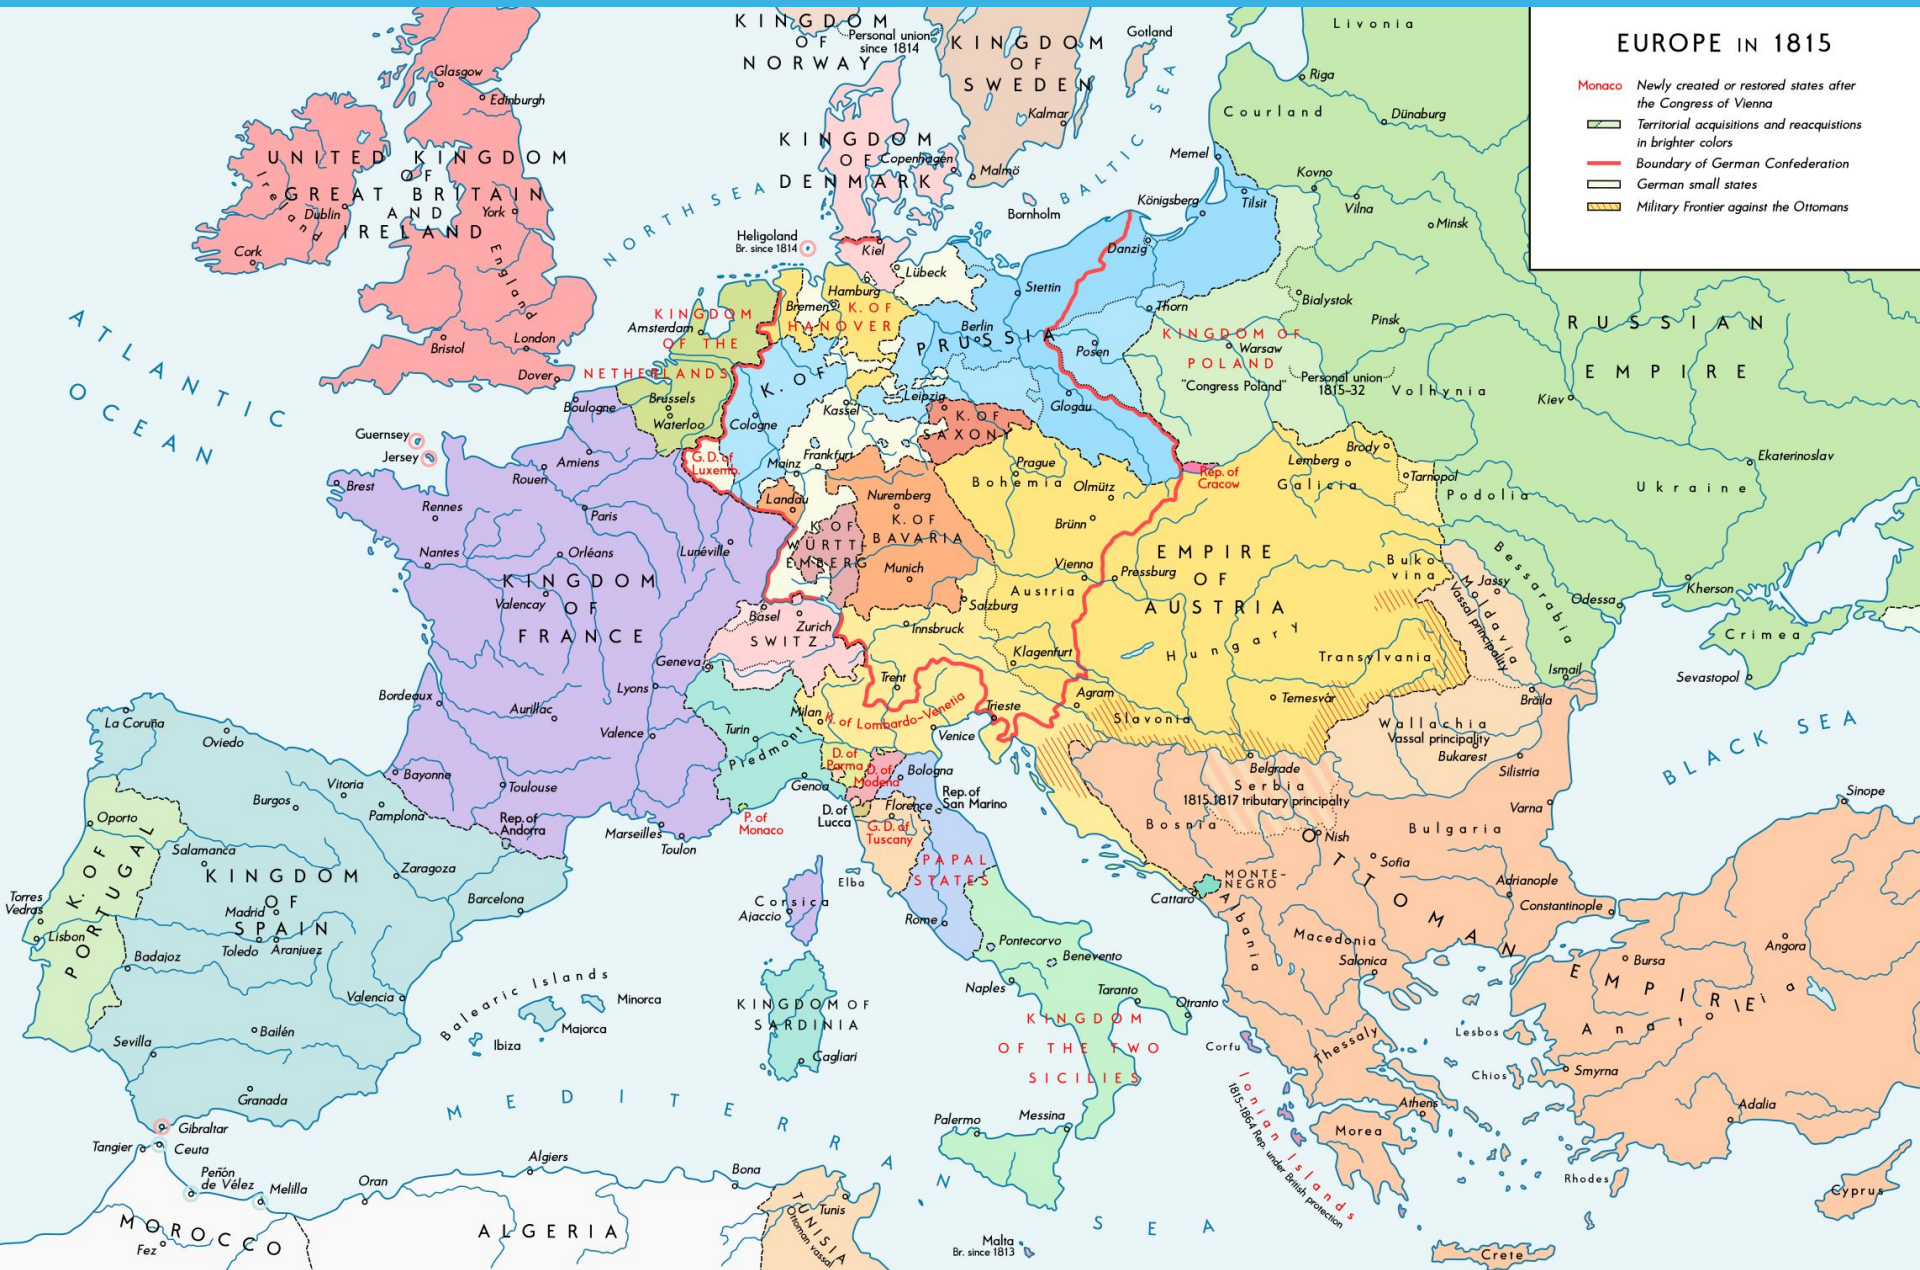 EUROPE IN 1815
Monaco Newly created or restored states after
the Congress of Vienna
Territorial acquisitions and reacquistions
in brighter colors
Boundary of German Confederation
German small states
Military Frontier against the Ottomans
KINGDOM
OF
NORWAY
Personal union
since 1814
KINGDOM
OF
SWEDEN
Gotland
Livonia
Riga
Courland
Dünaburg
Kalmar
Glasgow
Edinburgh
UNITED KINGDOM
OF
GREAT BRITAIN
AND
IRELAND
Ireland
Dublin
York
Cork
England
Bristol
London
Dover
NORTH SEA
BALTIC SEA
KINGDOM
OF
DENMARK
Copenhagen
Malmö
Bornholm
Memel
Königsberg
Tilsit
Kovno
Vilna
Minsk
Heligoland
Br. since 1814
Kiel
Lübeck
Danzig
Hamburg
Bremen
K. OF
HANOVER
Stettin
Thorn
Bialystok
Pinsk
KINGDOM
OF THE
NETHERLANDS
Amsterdam
Berlin
PRUSSIA
K. OF
Posen
KINGDOM OF
POLAND
Warsaw
"Congress Poland"
Personal union
1815-32
Volhynia
RUSSIAN
EMPIRE
Kiev
ATLANTIC
OCEAN
Boulogne
Brussels
Waterloo
Cologne
Kassel
Leipzig
K. OF
SAXONY
Glogau
Guernsey
Jersey
Amiens
Rouen
G.D. of
Luxemb.
Mainz
Frankfurt
Prague
Bohemia
Olmütz
Brünn
Rep. of
Cracow
Lemberg
Brody
Galicia
Tarnopol
Podolia
Ekaterinoslav
Ukraine
Brest
Rennes
Paris
Landau
Nuremberg
K. OF
BAVARIA
K. OF
WÜRTT-
EMBERG
Munich
Nantes
Orléans
Lunéville
KINGDOM
OF
FRANCE
Valencay
Vienna
Pressburg
Austria
EMPIRE
OF
AUSTRIA
Buko-
vina
Jassy
Moldavia
Vassal principality
Bessarabia
Odessa
Kherson
Crimea
Sevastopol
Ismail
Basel
Zurich
SWITZ.
Geneva
Innsbruck
Salzburg
Klagenfurt
Hungary
Transylvania
Bordeaux
Lyons
Aurillac
Valence
Trent
Milan
K. of Lombardo-Venetia
Trieste
Venice
Agram
Slavonia
Temesvár
Brăila
Wallachia
Vassal principality
Bukarest
Silistria
BLACK SEA
La Coruña
Oviedo
Turin
Piedmont
D. of
Parma
D. of
Modena
Bologna
Genoa
D. of
Lucca
Florence
Rep. of
San Marino
G.D. of
Tuscany
P. of
Monaco
Belgrade
Serbia
1815 1817 tributary principalty
Bosnia
Nish
Bulgaria
Varna
Sinope
Bayonne
Toulouse
Vitoria
Burgos
Pamplona
Rep. of
Andorra
Marseilles
Toulon
Oporto
K. OF
PORTUGAL
Salamanca
KINGDOM
OF
SPAIN
Zaragoza
Barcelona
Madrid
Toledo
Aranjuez
Torres
Vedras
Lisbon
Badajoz
Valencia
Bailén
Sevilla
Granada
Gibraltar
Ceuta
Tangier
Peñón
de Vélez
Melilla
Oran
Algiers
Bona
MOROCCO
Fez
ALGERIA
TUNISIA
Ottoman vassal
Tunis
Balearic Islands
Minorca
Majorca
Ibiza
Corsica
Ajaccio
Elba
PAPAL
STATES
Rome
KINGDOM OF
SARDINIA
Cagliari
Pontecorvo
Benevento
Naples
Taranto
Otranto
KINGDOM
OF THE TWO
SICILIES
Palermo
Messina
Malta
Br. since 1813
MEDITERRANEAN
SEA
MONTE-
NEGRO
Cattaro
Albania
Sofia
OTTOMAN
EMPIRE
Adrianople
Constantinople
Macedonia
Salonica
Bursa
Angora
Anatolia
Corfu
Thessaly
Lesbos
Chios
Smyrna
Ionian Islands
1815-1864 Rep. under British protection
Athens
Morea
Adalia
Rhodes
Cyprus
Crete